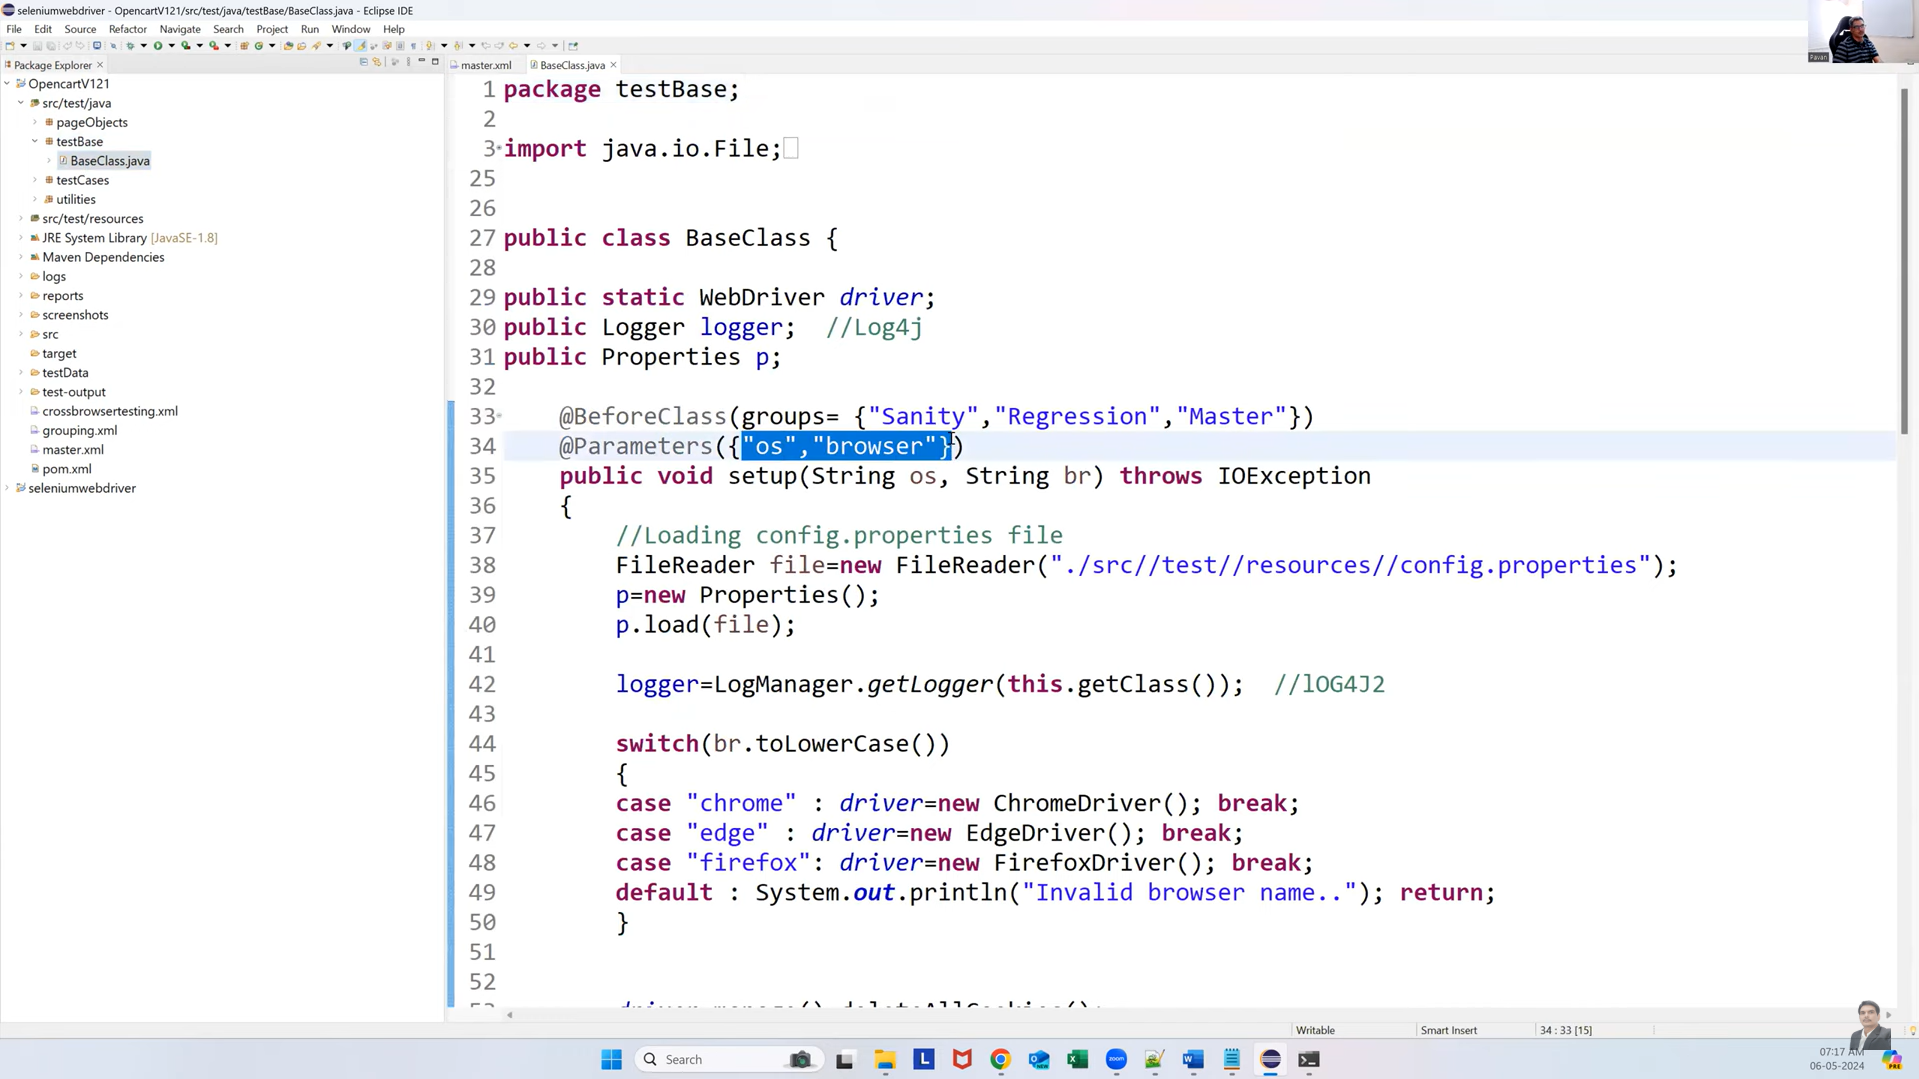 seleniumwebdriver - OpencartV121/src/test/java/testBase/BaseClass.java - Eclipse IDE
File Edit Source Refactor Navigate Search Project Run Window Help
Package Explorer
master.xml
BaseClass.java
OpencartV121
src/test/java
pageObjects
testBase
BaseClass.java
testCases
utilities
src/test/resources
JRE System Library [JavaSE-1.8]
Maven Dependencies
logs
reports
screenshots
src
target
testData
test-output
crossbrowsertesting.xml
grouping.xml
master.xml
pom.xml
seleniumwebdriver
1 package testBase;
2
3 import java.io.File;
25
26
27 public class BaseClass {
28
29 public static WebDriver driver;
30 public Logger logger; //Log4j
31 public Properties p;
32
33 @BeforeClass(groups= {"Sanity","Regression","Master"})
34 @Parameters({"os","browser"})
35 public void setup(String os, String br) throws IOException
36 {
37 //Loading config.properties file
38 FileReader file=new FileReader("./src//test//resources//config.properties");
39 p=new Properties();
40 p.load(file);
41
42 logger=LogManager.getLogger(this.getClass()); //lOG4J2
43
44 switch(br.toLowerCase())
45 {
46 case "chrome" : driver=new ChromeDriver(); break;
47 case "edge" : driver=new EdgeDriver(); break;
48 case "firefox": driver=new FirefoxDriver(); break;
49 default : System.out.println("Invalid browser name.."); return;
50 }
51
52
53 driver.manage().deleteAllCookies();
Writable
Smart Insert
34 : 33 [15]
Search
07:17 AM
06-05-2024
Pavan